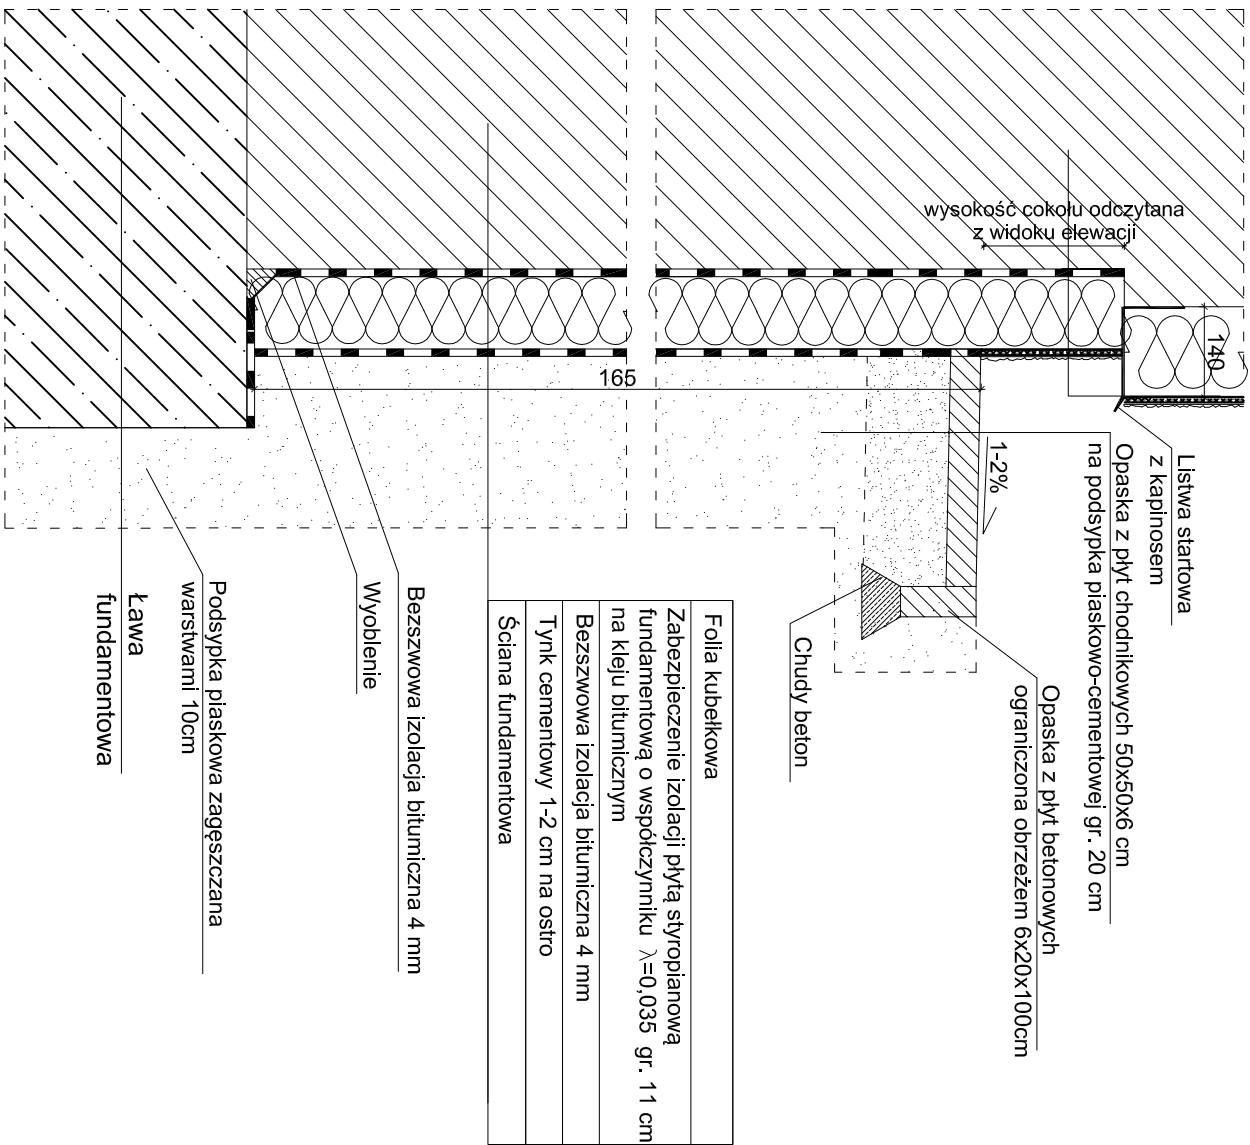 wysokość cokołu odczytana
z widoku elewacji
140
165
1-2%
Listwa startowa
z kapinosem
Opaska z płyt chodnikowych 50x50x6 cm
na podsypka piaskowo-cementowej gr. 20 cm
Opaska z płyt betonowych
ograniczona obrzeżem 6x20x100cm
Chudy beton
Folia kubełkowa
Zabezpieczenie izolacji płytą styropianową
fundamentową o współczynniku λ=0,035 gr. 11 cm
na kleju bitumicznym
Bezszwowa izolacja bitumiczna 4 mm
Tynk cementowy 1-2 cm na ostro
Ściana fundamentowa
Bezszwowa izolacja bitumiczna 4 mm
Wyoblenie
Podsypka piaskowa zagęszczana
warstwami 10cm
Ława
fundamentowa